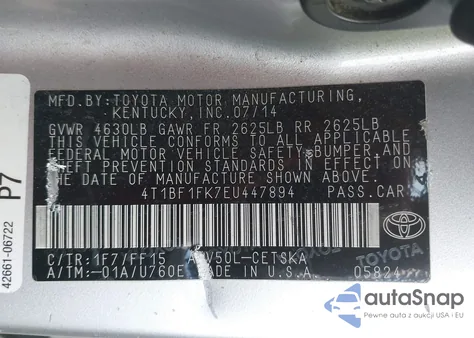 MFD.BY: TOYOTA MOTOR MANUFACTURING,
KENTUCKY, INC. 07/14
GVWR 4630LB GAWR FR 2625LB RR 2625LB
THIS VEHICLE CONFORMS TO ALL APPLICABLE
FEDERAL MOTOR VEHICLE SAFETY, BUMPER, AND
THEFT PREVENTION STANDARDS IN EFFECT ON
THE DATE OF MANUFACTURE SHOWN ABOVE.
4T1BF1FK7EU447894 PASS.CAR
C/TR: 1F7/FF15 A V50L-CETSKA
A/TM: -01A/U760E MADE IN U.S.A. 05824
TOYOTA
P7
42661-06722
autoSnap
Pewne auta z aukcji USA i EU